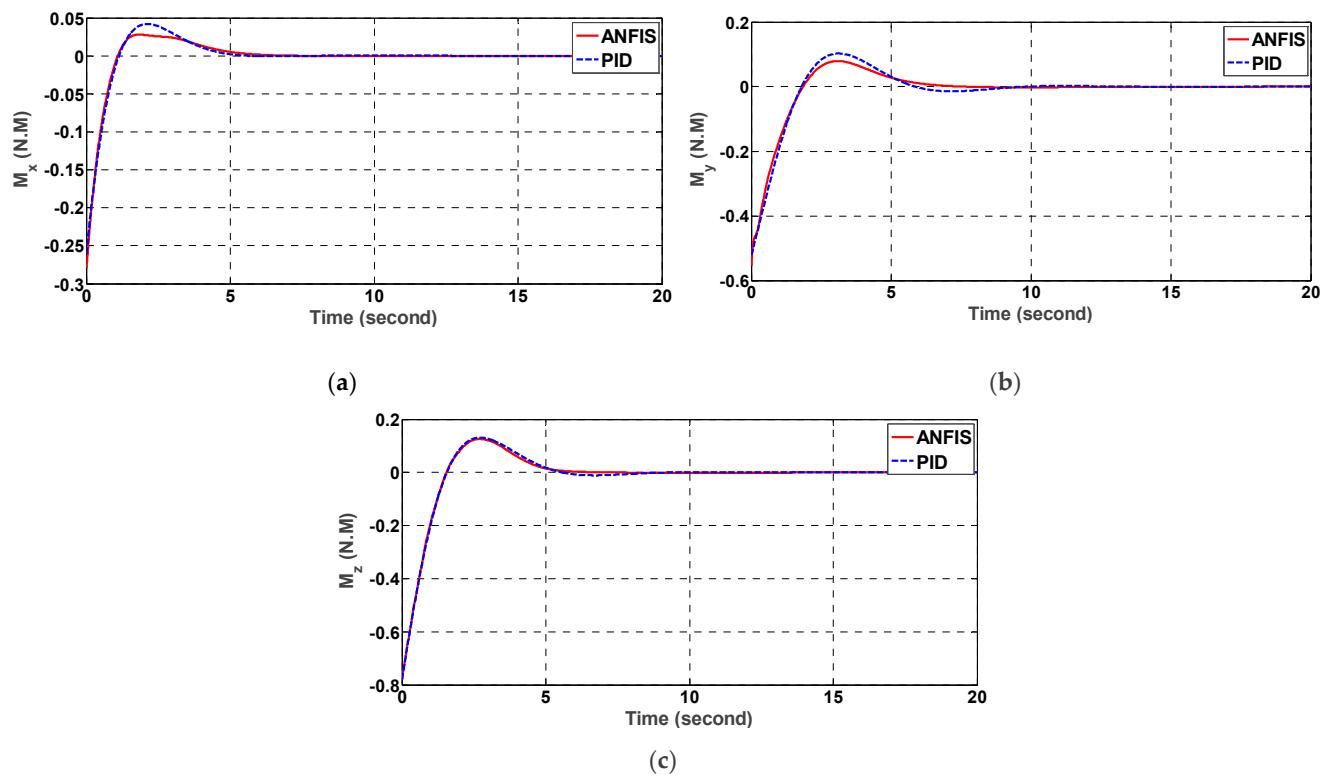 0.05
0
-0.05
-0.1
-0.15
-0.2
-0.25
-0.3
M_x (N.M)
ANFIS
PID
0 5 10 15 20
Time (second)
(a)
0.2
0
-0.2
-0.4
-0.6
M_y (N.M)
ANFIS
PID
0 5 10 15 20
Time (second)
(b)
0.2
0
-0.2
-0.4
-0.6
-0.8
M_z (N.M)
ANFIS
PID
0 5 10 15 20
Time (second)
(c)